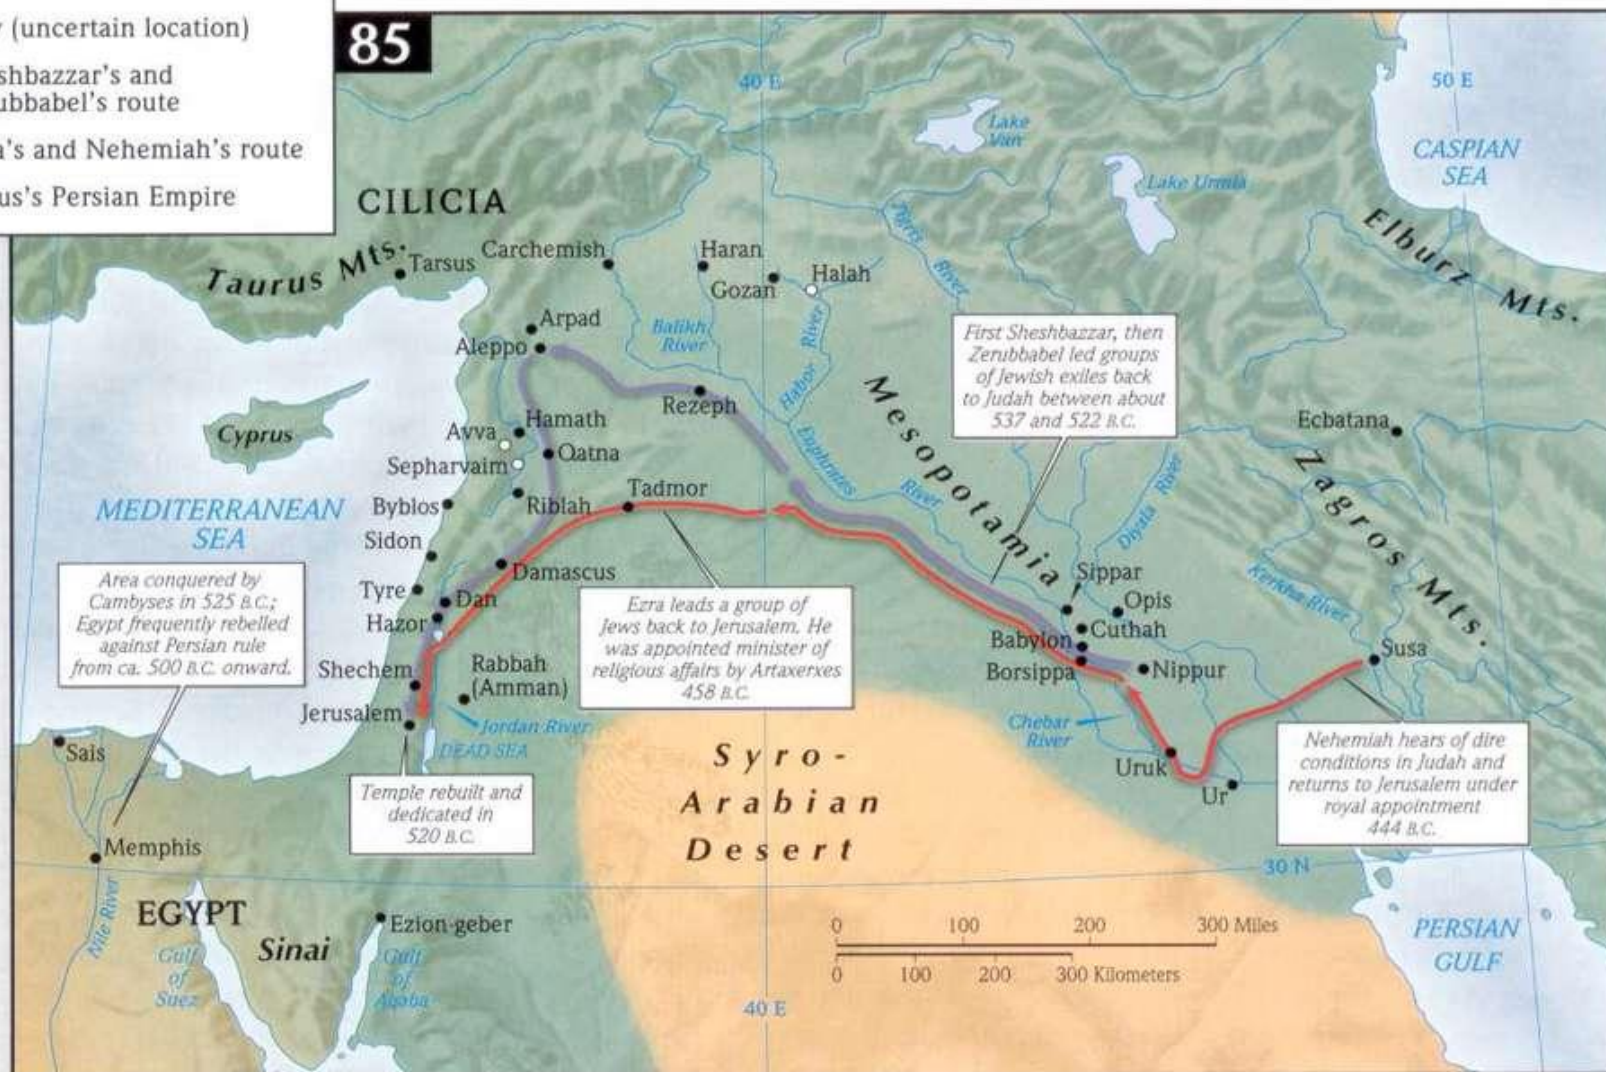 (uncertain location)
shbazzar's and
ubbabel's route
a's and Nehemiah's route
us's Persian Empire
85
40 E
50 E
Lake
Van
CASPIAN
SEA
Lake Urmia
CILICIA
Tigris
River
Elburz Mts.
Taurus Mts.
Tarsus
Carchemish
Haran
Gozan
Halah
Arpad
Aleppo
Balikh
River
Habor River
First Sheshbazzar, then
Zerubbabel led groups
of Jewish exiles back
to Judah between about
537 and 522 B.C.
Mesopotamia
Rezeph
Cyprus
Hamath
Avva
Qatna
Sepharvaim
Euphrates
River
Ecbatana
Zagros Mts.
Diyala River
MEDITERRANEAN
SEA
Byblos
Riblah
Tadmor
Sidon
Damascus
Tyre
Dan
Hazor
Area conquered by
Cambyses in 525 B.C.;
Egypt frequently rebelled
against Persian rule
from ca. 500 B.C. onward.
Ezra leads a group of
Jews back to Jerusalem. He
was appointed minister of
religious affairs by Artaxerxes
458 B.C.
Sippar
Opis
Cuthah
Babylon
Borsippa
Nippur
Kerkha River
Susa
Shechem
Rabbah
(Amman)
Jerusalem
Jordan River
DEAD SEA
Chebar
River
Uruk
Ur
Nehemiah hears of dire
conditions in Judah and
returns to Jerusalem under
royal appointment
444 B.C.
Sais
Temple rebuilt and
dedicated in
520 B.C.
Syro-
Arabian
Desert
Memphis
30 N
Nile River
EGYPT
Sinai
Ezion-geber
Gulf
of
Suez
Gulf
of
Aqaba
0 100 200 300 Miles
0 100 200 300 Kilometers
PERSIAN
GULF
40 E